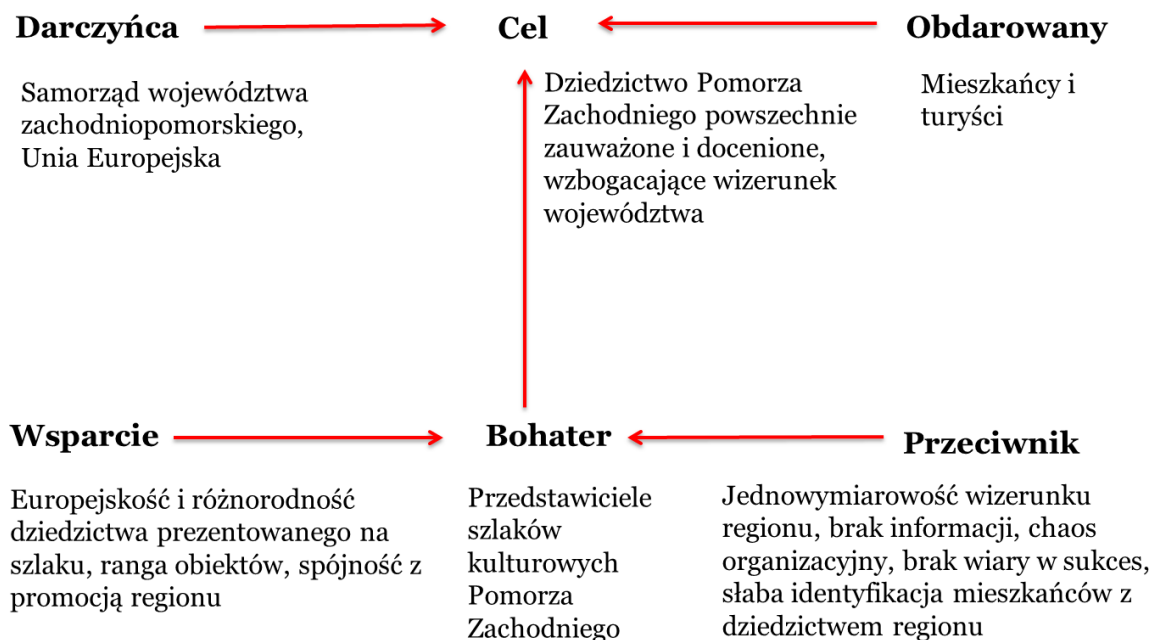 Darczyńca
Samorząd województwa
zachodniopomorskiego,
Unia Europejska
Cel
Dziedzictwo Pomorza
Zachodniego powszechnie
zauważone i docenione,
wzbogacające wizerunek
województwa
Obdarowany
Mieszkańcy i
turyści
Wsparcie
Europejskość i różnorodność
dziedzictwa prezentowanego na
szlaku, ranga obiektów, spójność z
promocją regionu
Bohater
Przedstawiciele
szlaków
kulturowych
Pomorza
Zachodniego
Przeciwnik
Jednowymiarowość wizerunku
regionu, brak informacji, chaos
organizacyjny, brak wiary w sukces,
słaba identyfikacja mieszkańców z
dziedzictwem regionu